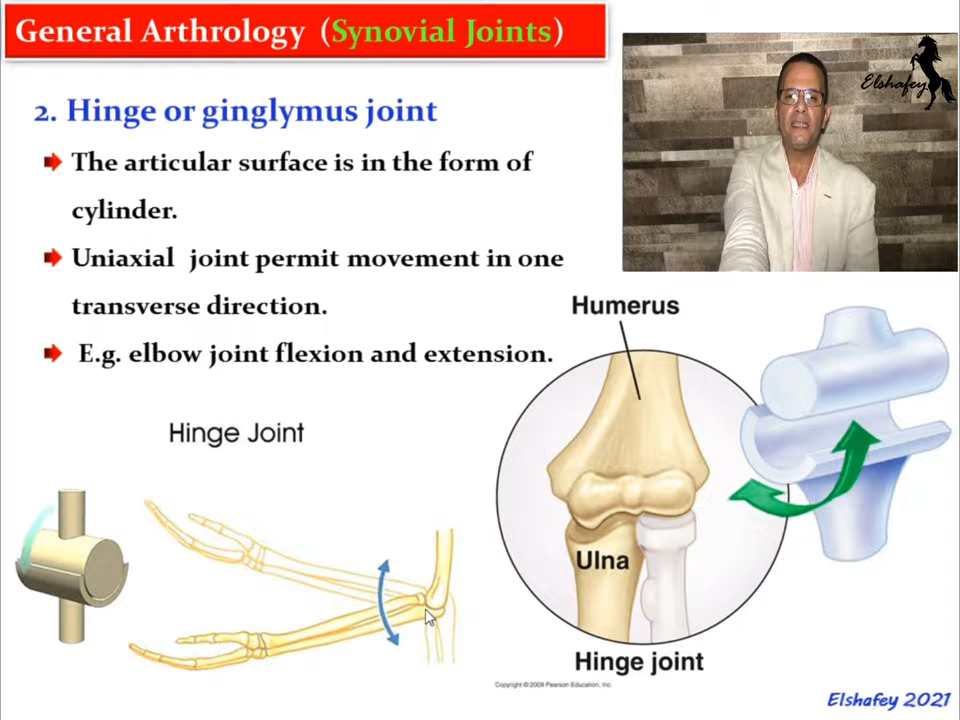 General Arthrology (Synovial Joints)
Elshafey
2. Hinge or ginglymus joint
The articular surface is in the form of
cylinder.
Uniaxial joint permit movement in one
transverse direction.
E.g. elbow joint flexion and extension.
Humerus
Hinge Joint
Ulna
Hinge joint
Copyright © 2009 Pearson Education, Inc.
Elshafey 2021